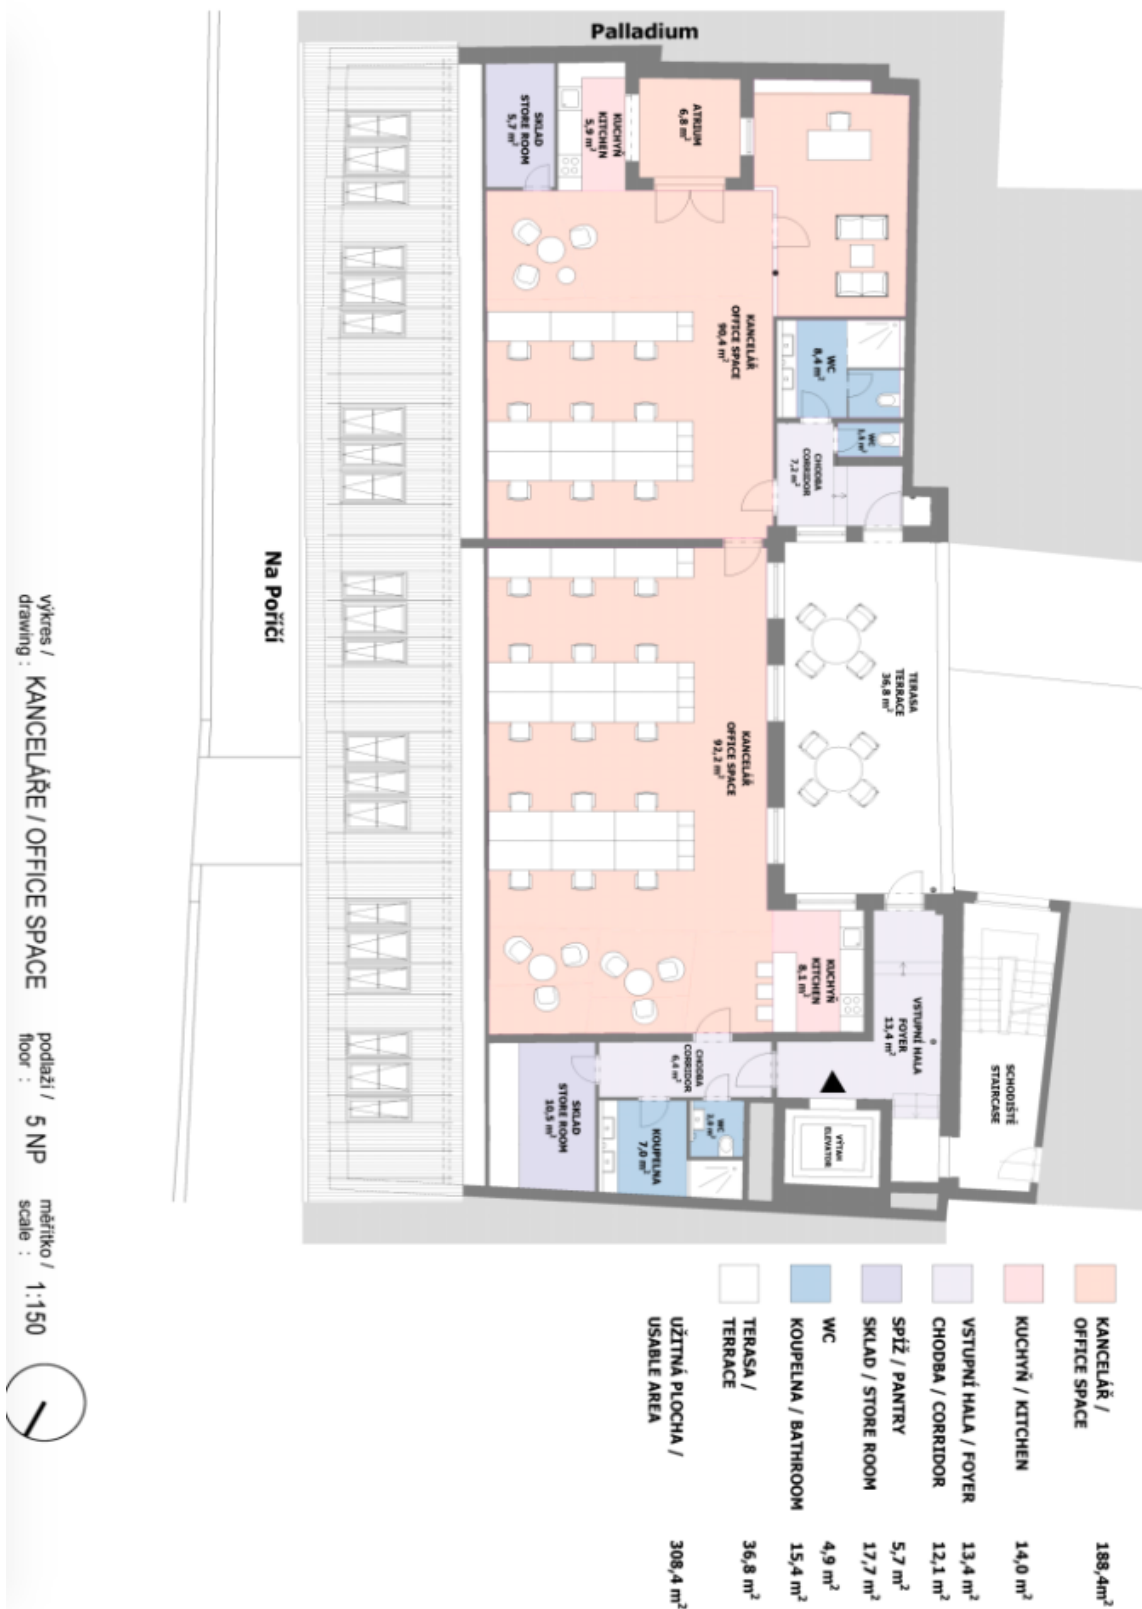 Palladium
SKLAD
STORE ROOM
5,7 m²
KUCHYŇ
KITCHEN
5,9 m²
ATRIUM
6,8 m²
KANCELÁŘ
OFFICE SPACE
90,4 m²
WC
8,4 m²
WC
CHODBA
CORRIDOR
7,2 m²
TERASA
TERRACE
36,8 m²
KANCELÁŘ
OFFICE SPACE
92,2 m²
KUCHYŇ
KITCHEN
8,1 m²
VSTUPNÍ HALA
FOYER
13,4 m²
SCHODIŠTĚ
STAIRCASE
CHODBA
CORRIDOR
6,4 m²
SKLAD
STORE ROOM
10,5 m²
KOUPELNA
7,0 m²
WC
VÝTAH
ELEVATOR
Na Poříčí
KANCELÁŘ /
OFFICE SPACE 188,4m²
KUCHYŇ / KITCHEN 14,0 m²
VSTUPNÍ HALA / FOYER 13,4 m²
CHODBA / CORRIDOR 12,1 m²
SPÍŽ / PANTRY 5,7 m²
SKLAD / STORE ROOM 17,7 m²
WC 4,9 m²
KOUPELNA / BATHROOM 15,4 m²
TERASA /
TERRACE 36,8 m²
UŽITNÁ PLOCHA /
USABLE AREA 308,4 m²
výkres /
drawing : KANCELÁŘE / OFFICE SPACE
podlaží /
floor : 5 NP
měřítko /
scale : 1:150